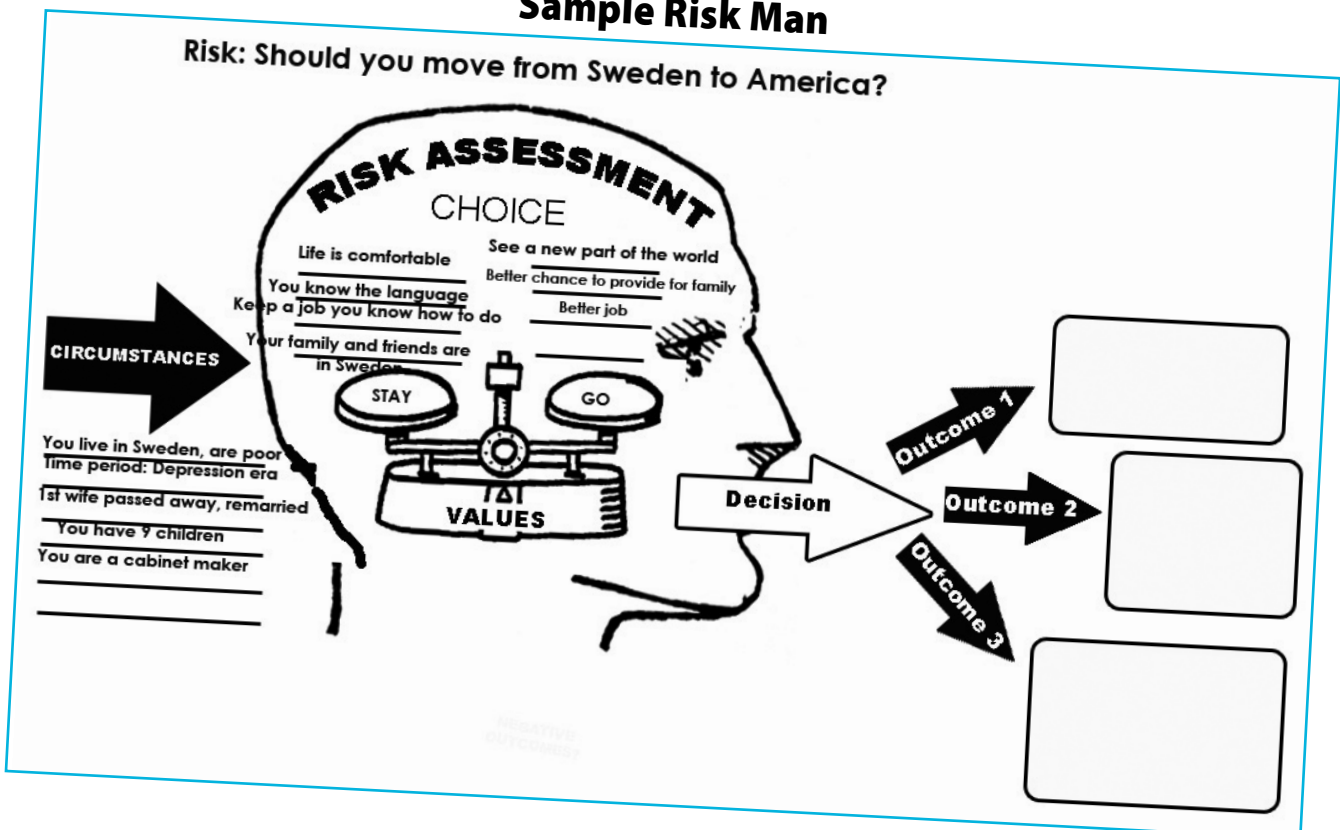 Sample Risk Man
Risk: Should you move from Sweden to America?
RISK ASSESSMENT
CHOICE
Life is comfortable
You know the language
Keep a job you know how to do
Your family and friends are
in Sweden
See a new part of the world
Better chance to provide for family
Better job
STAY
GO
VALUES
CIRCUMSTANCES
You live in Sweden, are poor
Time period: Depression era
1st wife passed away, remarried
You have 9 children
You are a cabinet maker
Decision
Outcome 1
Outcome 2
Outcome 3
NEGATIVE
OUTCOMES?